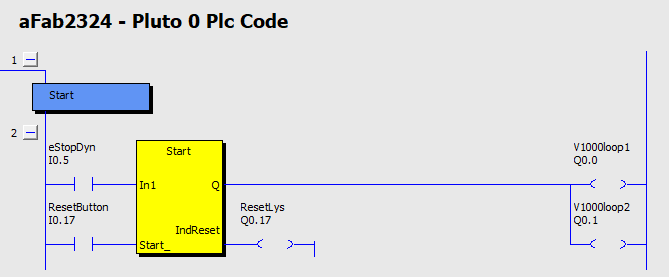 aFab2324 - Pluto 0 Plc Code
1
Start
2
eStopDyn
I0.5
Start
In1
Q
V1000loop1
Q0.0
ResetButton
I0.17
IndReset
Start_
ResetLys
Q0.17
V1000loop2
Q0.1